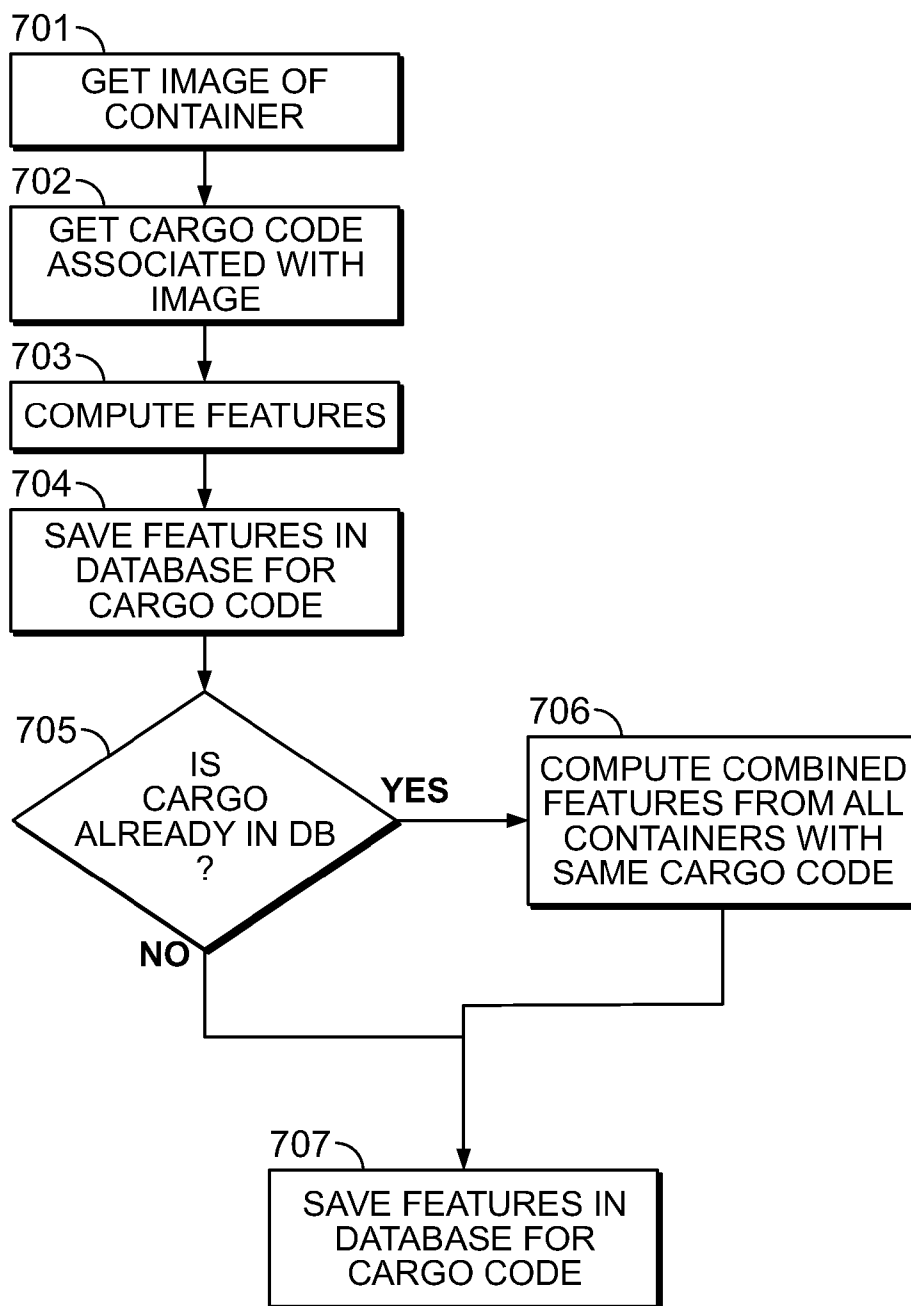 701
GET IMAGE OF
CONTAINER
702
GET CARGO CODE
ASSOCIATED WITH
IMAGE
703
COMPUTE FEATURES
704
SAVE FEATURES IN
DATABASE FOR
CARGO CODE
705
IS
CARGO
ALREADY IN DB
?
YES
NO
706
COMPUTE COMBINED
FEATURES FROM ALL
CONTAINERS WITH
SAME CARGO CODE
707
SAVE FEATURES IN
DATABASE FOR
CARGO CODE